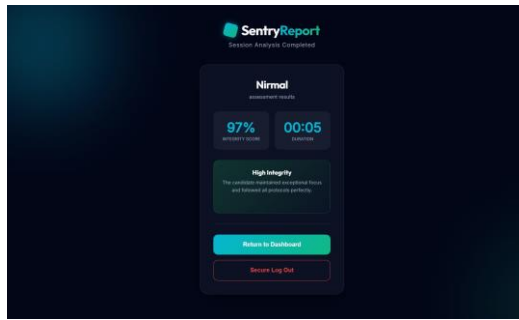 SentryReport
Session Analysis Completed
Nirmal
assessment results
97%
INTEGRITY SCORE
00:05
DURATION
High Integrity
The candidate maintained exceptional focus
and followed all protocols perfectly.
Return to Dashboard
Secure Log Out